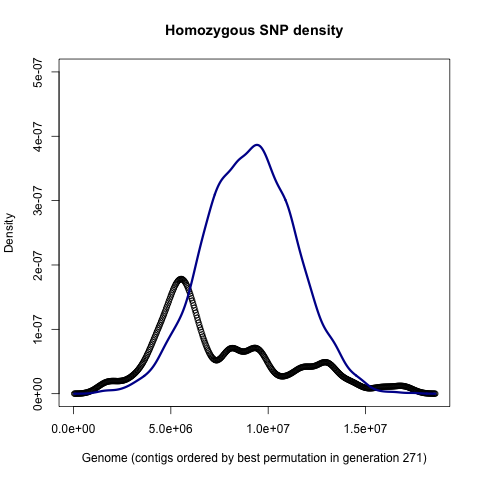 Homozygous SNP density
Density
5e-07
4e-07
3e-07
2e-07
1e-07
0e+00
0.0e+00 5.0e+06 1.0e+07 1.5e+07
Genome (contigs ordered by best permutation in generation 271)